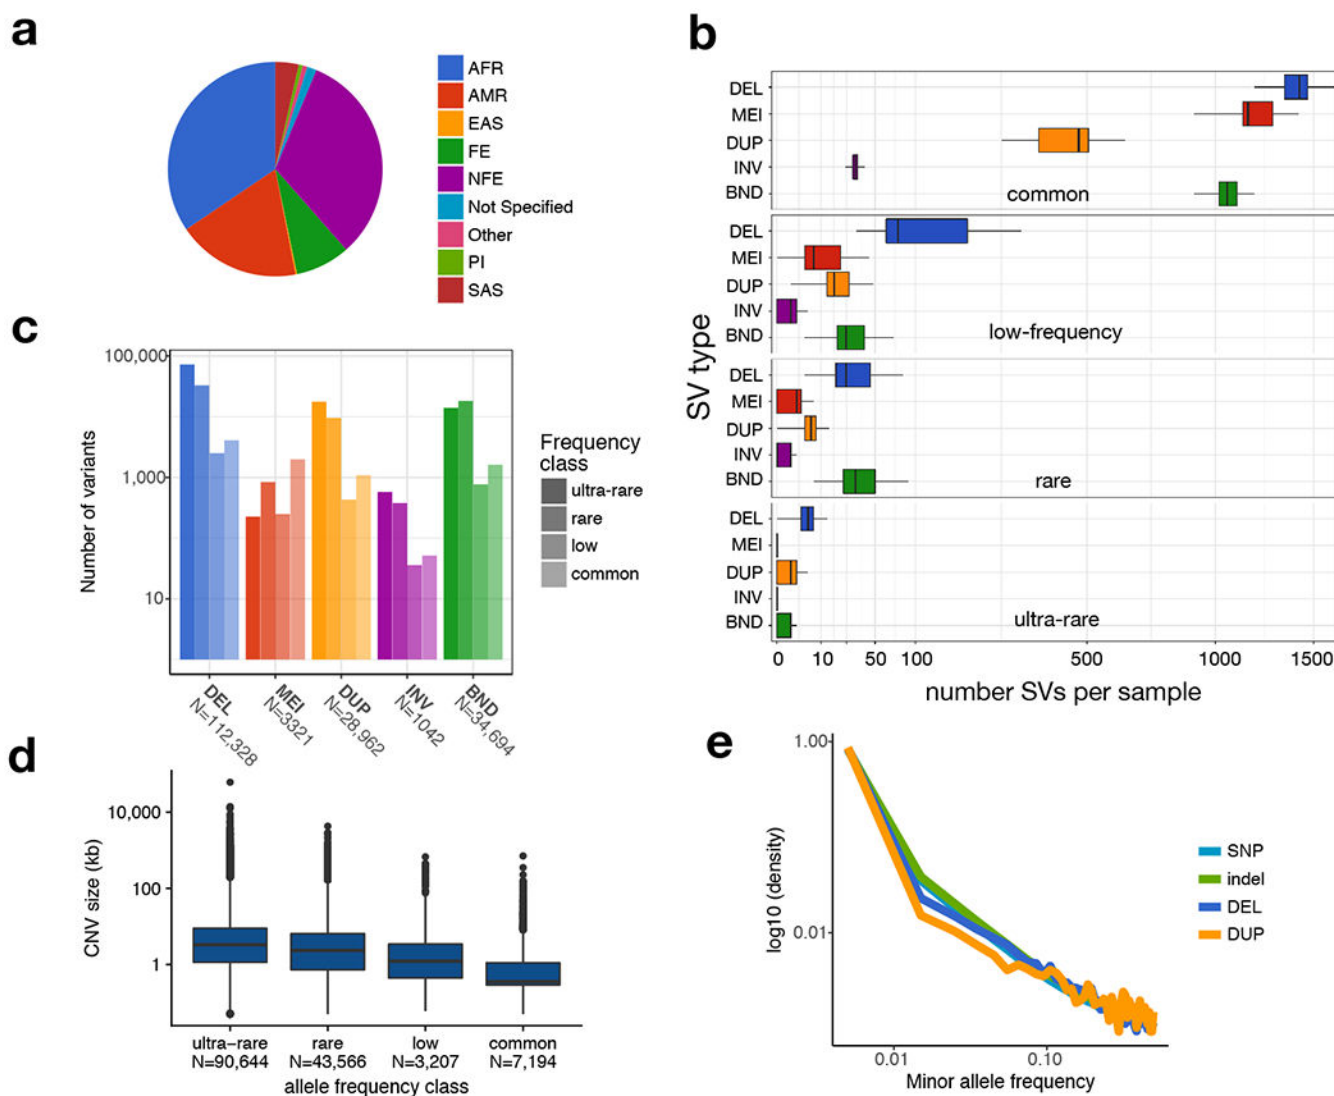 a
AFR
AMR
EAS
FE
NFE
Not Specified
Other
PI
SAS
b
SV type
DEL
MEI
DUP
INV
BND
common
DEL
MEI
DUP
INV
BND
low-frequency
DEL
MEI
DUP
INV
BND
rare
DEL
MEI
DUP
INV
BND
ultra-rare
0 10 50 100 500 1000 1500
number SVs per sample
c
Number of variants
100,000
1,000
10
DEL
N=112,328
MEI
N=3321
DUP
N=28,962
INV
N=1042
BND
N=34,694
Frequency
class
ultra-rare
rare
low
common
d
CNV size (kb)
10,000
100
1
ultra-rare rare low common
N=90,644 N=43,566 N=3,207 N=7,194
allele frequency class
e
log10 (density)
1.00
0.01
0.01 0.10
Minor allele frequency
SNP
indel
DEL
DUP